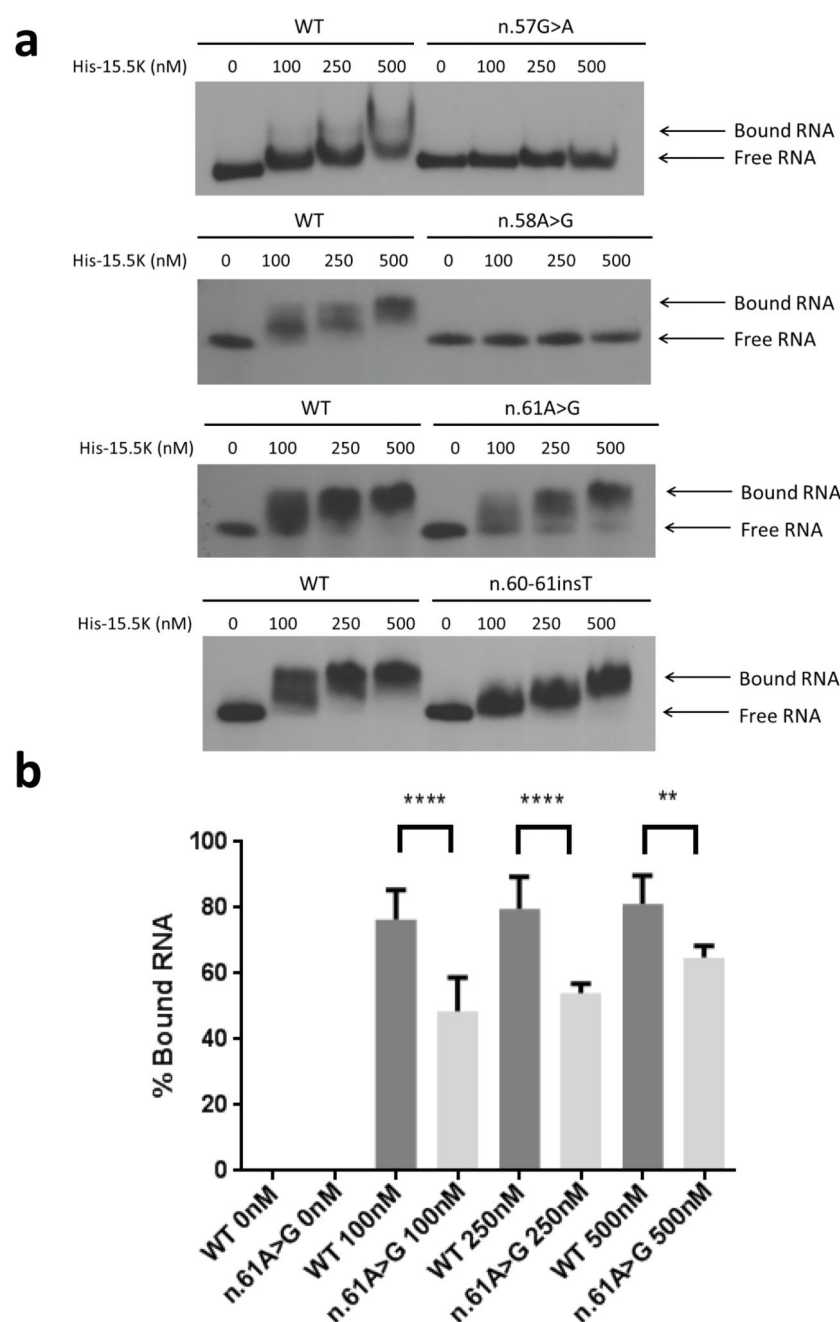 a
WT n.57G>A
His-15.5K (nM) 0 100 250 500 0 100 250 500
Bound RNA
Free RNA
WT n.58A>G
His-15.5K (nM) 0 100 250 500 0 100 250 500
Bound RNA
Free RNA
WT n.61A>G
His-15.5K (nM) 0 100 250 500 0 100 250 500
Bound RNA
Free RNA
WT n.60-61insT
His-15.5K (nM) 0 100 250 500 0 100 250 500
Bound RNA
Free RNA
b
**** **** **
% Bound RNA
100
80
60
40
20
0
WT 0nM
n.61A>G 0nM
WT 100nM
n.61A>G 100nM
WT 250nM
n.61A>G 250nM
WT 500nM
n.61A>G 500nM